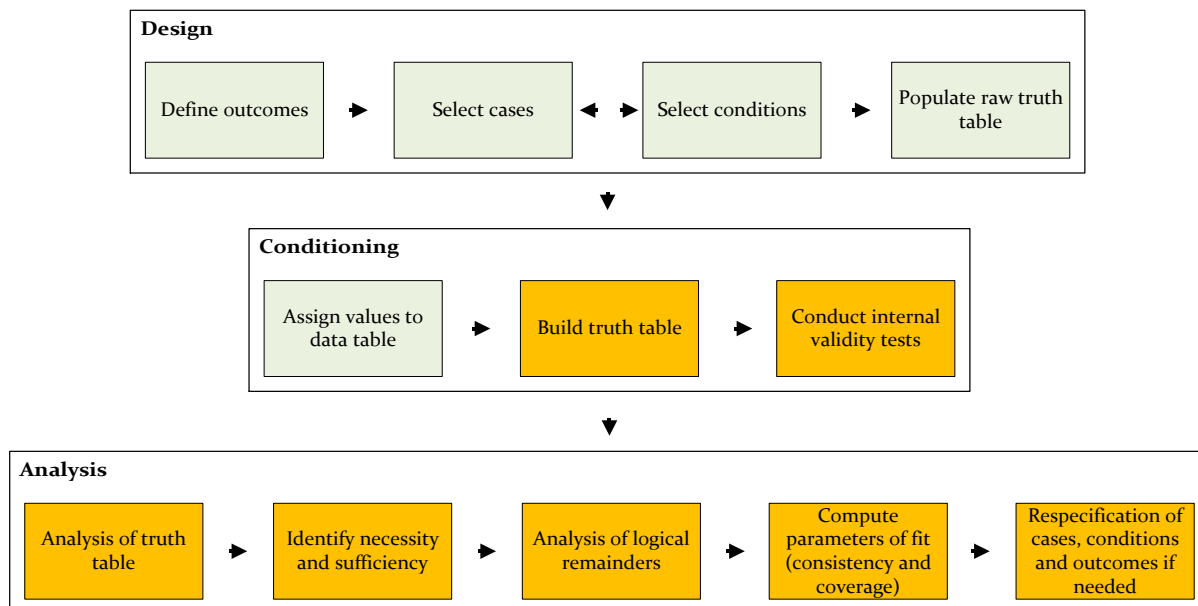 Design
Define outcomes
Select cases
Select conditions
Populate raw truth
table
Conditioning
Assign values to
data table
Build truth table
Conduct internal
validity tests
Analysis
Analysis of truth
table
Identify necessity
and sufficiency
Analysis of logical
remainders
Compute
parameters of fit
(consistency and
coverage)
Respecification of
cases, conditions
and outcomes if
needed